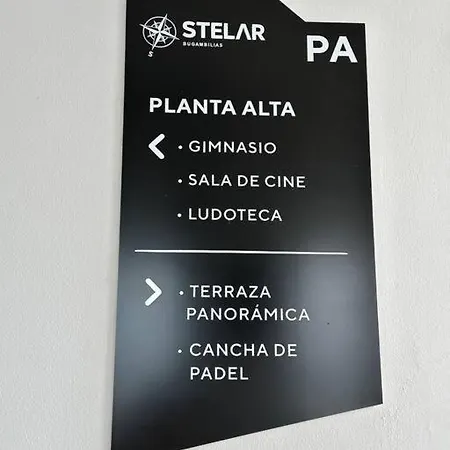 STELAR
BUGAMBILIAS
S
PA
PLANTA ALTA
• GIMNASIO
• SALA DE CINE
• LUDOTECA
• TERRAZA
PANORÁMICA
• CANCHA DE
PADEL